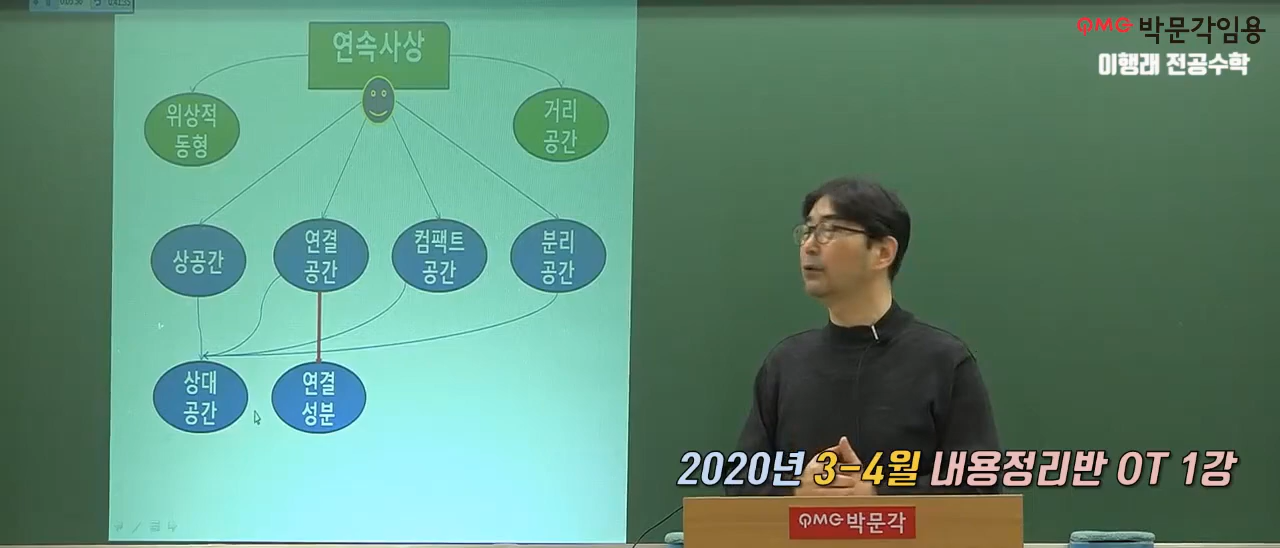 연속사상
위상적
동형
거리
공간
상공간
연결
공간
컴팩트
공간
분리
공간
상대
공간
연결
성분
PMG 박문각임용
이행래 전공수학
2020년 3-4월 내용정리반 OT 1강
PMG 박문각